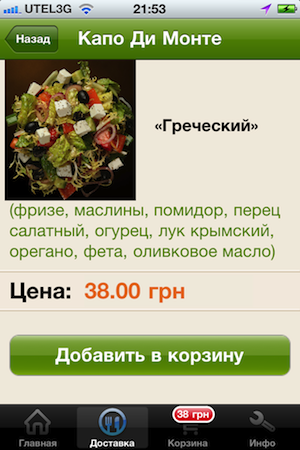 UTEL3G 21:53
Назад Капо Ди Монте
«Греческий»
(фризе, маслины, помидор, перец
салатный, огурец, лук крымский,
орегано, фета, оливковое масло)
Цена: 38.00 грн
Добавить в корзину
38 грн
Главная Доставка Корзина Инфо